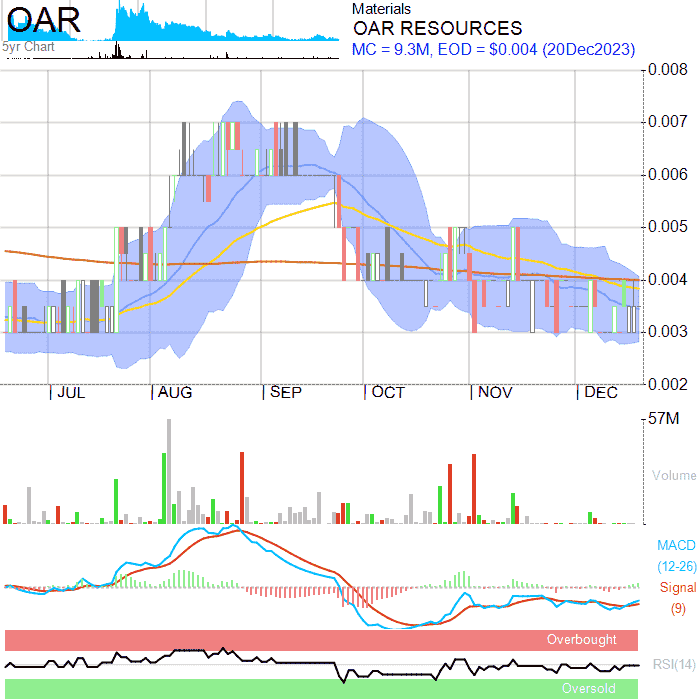 OAR
5yr Chart
Materials
OAR RESOURCES
MC = 9.3M, EOD = $0.004 (20Dec2023)
0.008
0.007
0.006
0.005
0.004
0.003
0.002
JUL
AUG
SEP
OCT
NOV
DEC
57M
Volume
MACD
(12-26)
Signal
(9)
Overbought
RSI(14)
Oversold